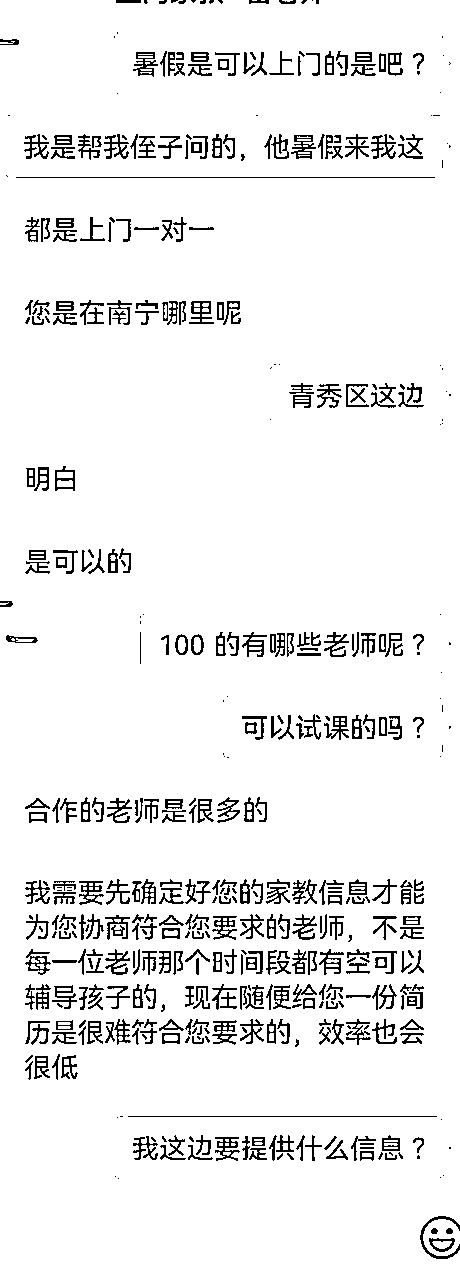 暑假是可以上门的是吧？
我是帮我侄子问的，他暑假来我这
都是上门一对一
您是在南宁哪里呢
青秀区这边
明白
是可以的
100 的有哪些老师呢？
可以试课的吗？
合作的老师是很多的
我需要先确定好您的家教信息才能
为您协商符合您要求的老师，不是
每一位老师那个时间段都有空可以
辅导孩子的，现在随便给您一份简
历是很难符合您要求的，效率也会
很低
我这边要提供什么信息？